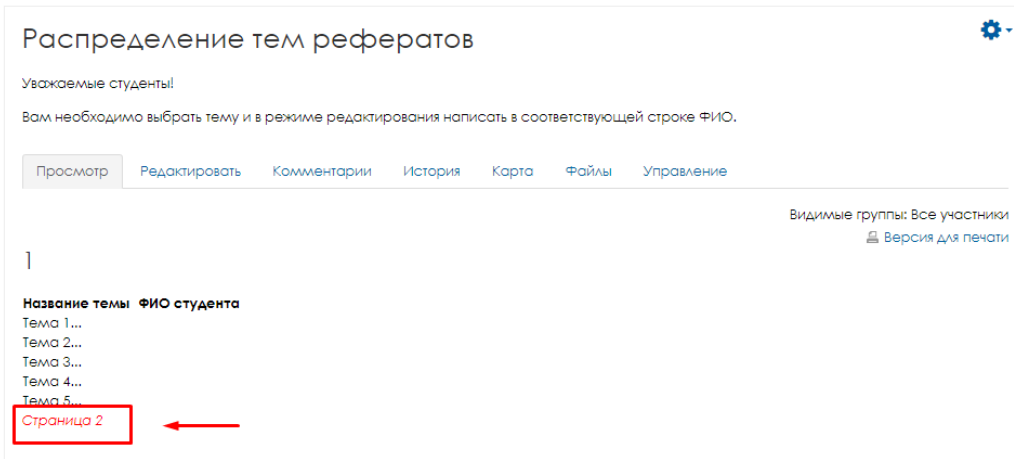 Распределение тем рефератов
Уважаемые студенты!
Вам необходимо выбрать тему и в режиме редактирования написать в соответствующей строке ФИО.
Просмотр Редактировать Комментарии История Карта Файлы Управление
Видимые группы: Все участники
Версия для печати
1
Название темы ФИО студента
Тема 1...
Тема 2...
Тема 3...
Тема 4...
Тема 5...
Страница 2